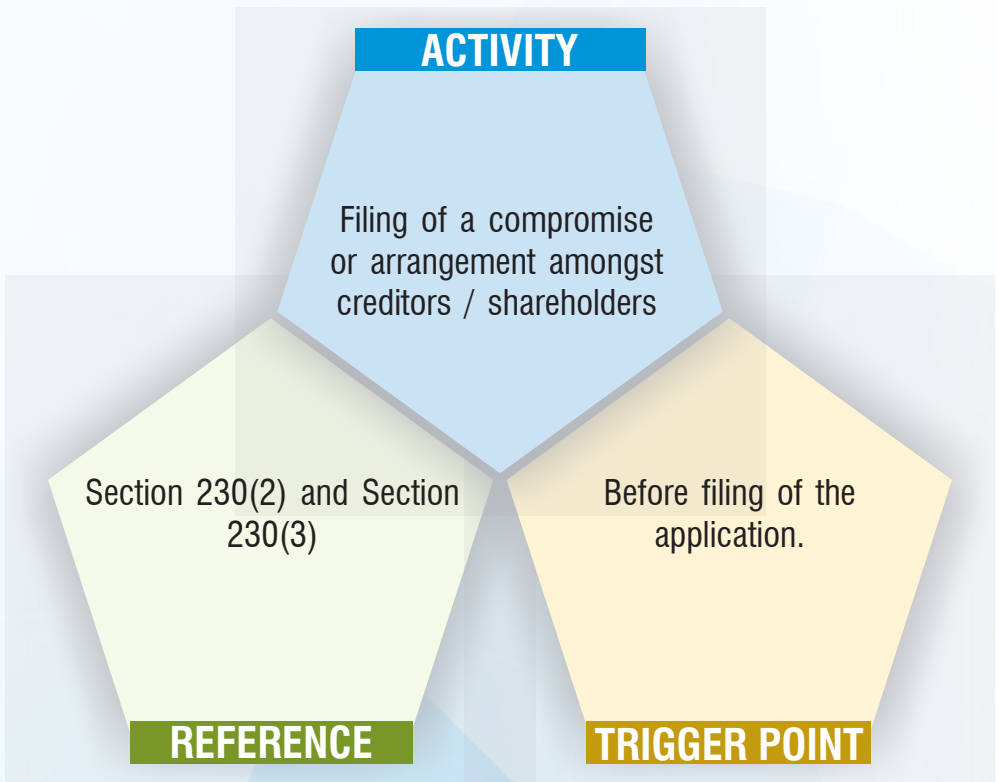 ACTIVITY
Filing of a compromise
or arrangement amongst
creditors / shareholders
Section 230(2) and Section
230(3)
REFERENCE
Before filing of the
application.
TRIGGER POINT